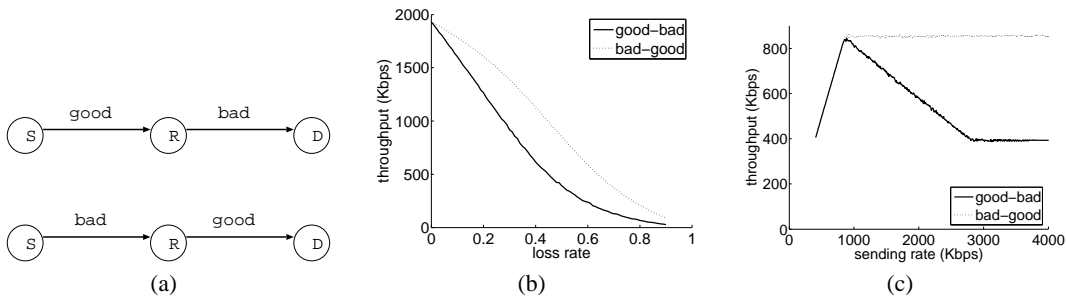 good
bad
S
R
D
bad
good
S
R
D
(a)
2000
1500
1000
500
0
throughput (Kbps)
good−bad
bad−good
0
0.2
0.4
0.6
0.8
1
loss rate
(b)
800
600
400
200
0
throughput (Kbps)
good−bad
bad−good
0
1000
2000
3000
4000
sending rate (Kbps)
(c)